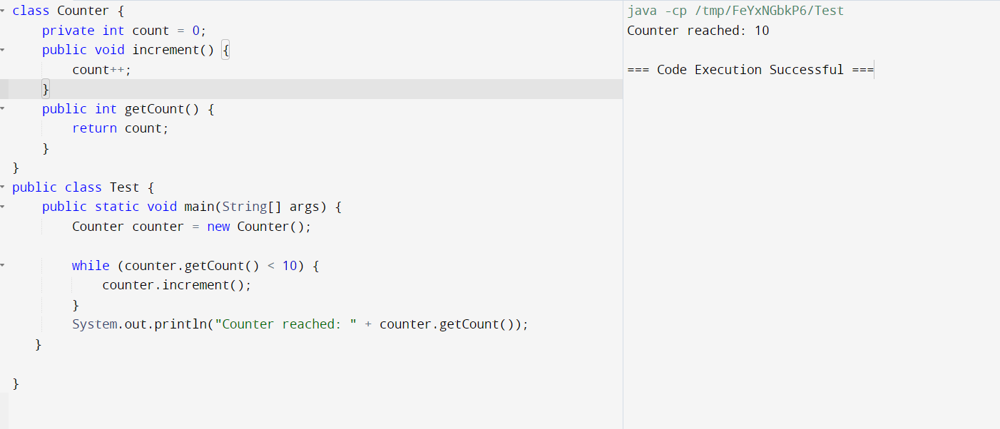 class Counter {
    private int count = 0;
    public void increment() {
        count++;
    }
    public int getCount() {
        return count;
    }
}
public class Test {
    public static void main(String[] args) {
        Counter counter = new Counter();

        while (counter.getCount() < 10) {
            counter.increment();
        }
        System.out.println("Counter reached: " + counter.getCount());
   }

}
java -cp /tmp/FeYxNGbkP6/Test
Counter reached: 10

=== Code Execution Successful ===